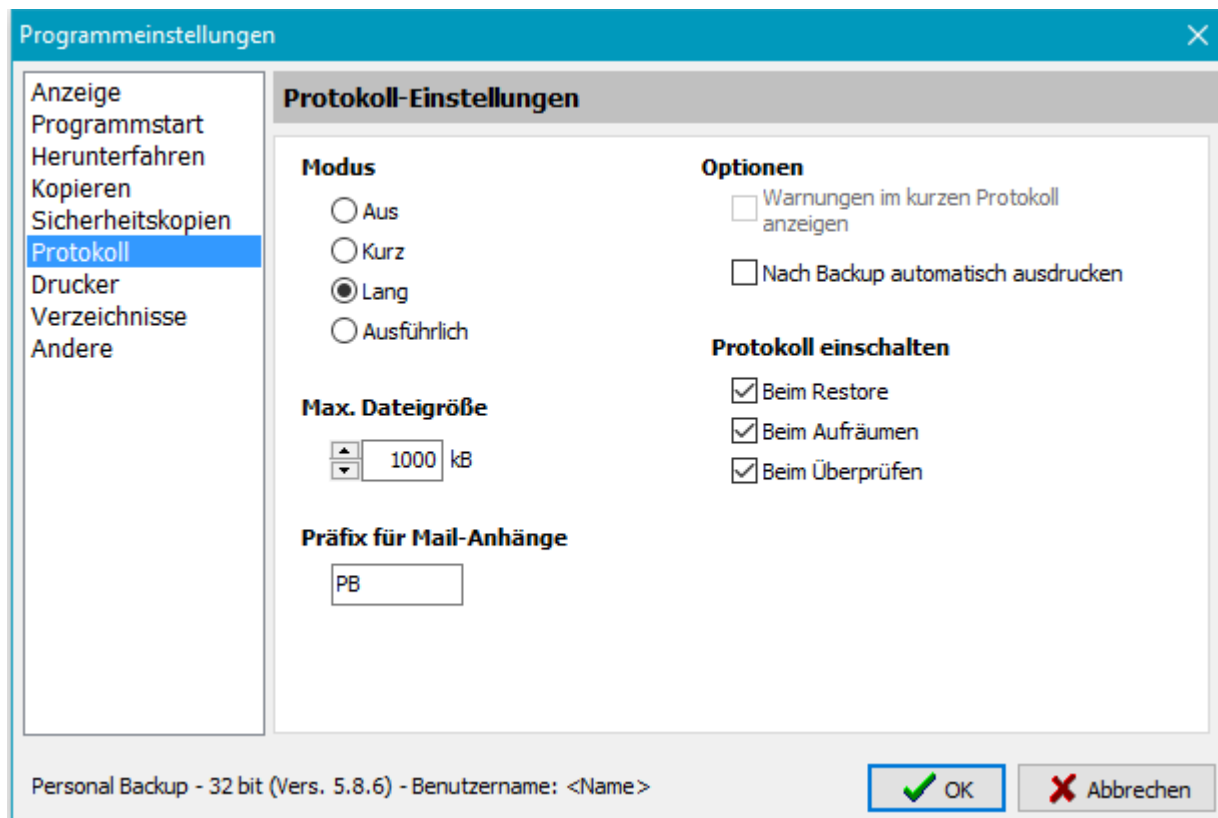 Programmeinstellungen
Anzeige
Programmstart
Herunterfahren
Kopieren
Sicherheitskopien
Protokoll
Drucker
Verzeichnisse
Andere
Protokoll-Einstellungen
Modus
Aus
Kurz
Lang
Ausführlich
Max. Dateigröße
1000 kB
Präfix für Mail-Anhänge
PB
Optionen
Warnungen im kurzen Protokoll
anzeigen
Nach Backup automatisch ausdrucken
Protokoll einschalten
Beim Restore
Beim Aufräumen
Beim Überprüfen
Personal Backup - 32 bit (Vers. 5.8.6) - Benutzername: <Name>
OK
Abbrechen